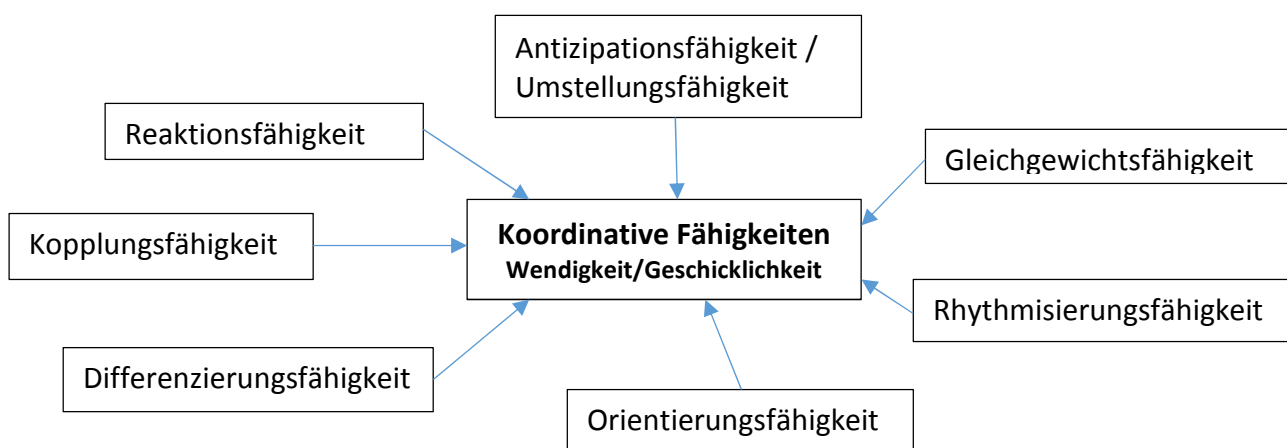 Antizipationsfähigkeit /
Umstellungsfähigkeit
Reaktionsfähigkeit
Gleichgewichtsfähigkeit
Kopplungsfähigkeit
Koordinative Fähigkeiten
Wendigkeit/Geschicklichkeit
Rhythmisierungsfähigkeit
Differenzierungsfähigkeit
Orientierungsfähigkeit